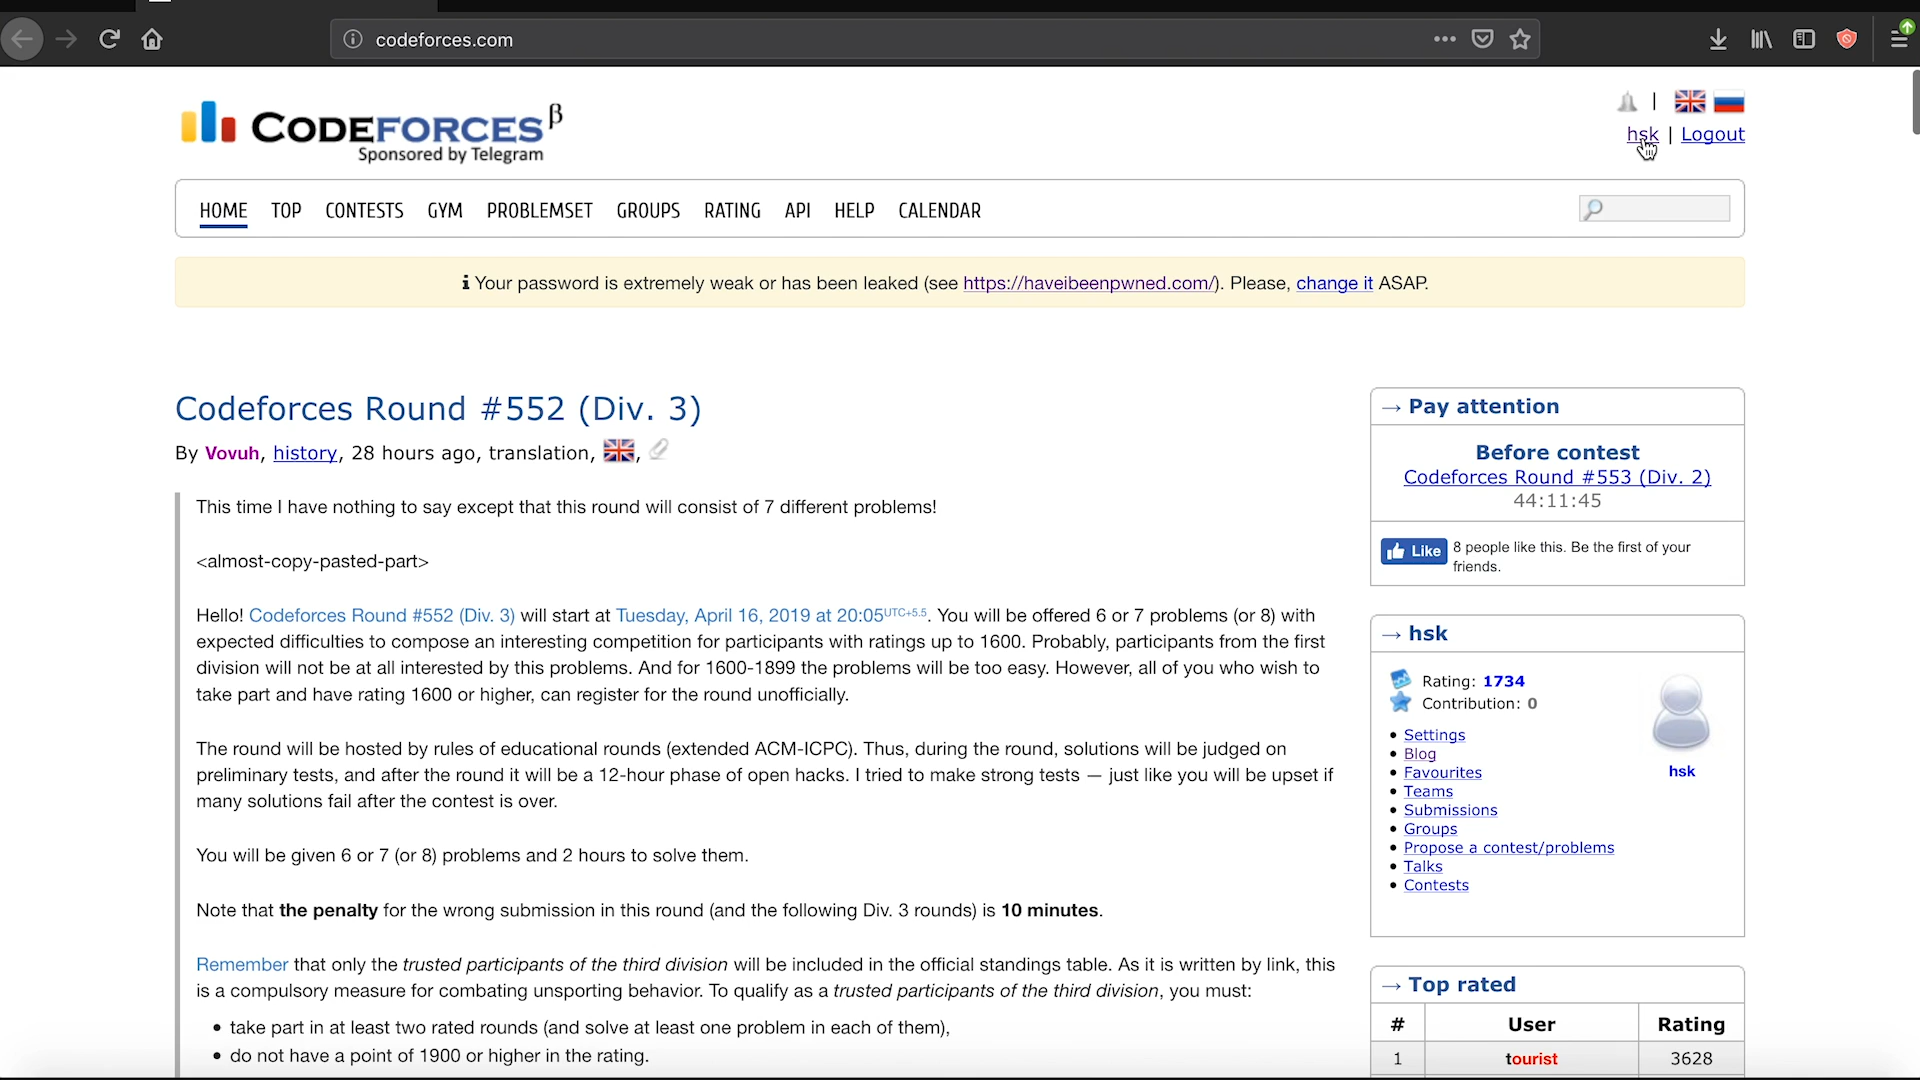 codeforces.com
CODEFORCES β
Sponsored by Telegram
|
hsk | Logout
HOME TOP CONTESTS GYM PROBLEMSET GROUPS RATING API HELP CALENDAR
Your password is extremely weak or has been leaked (see https://haveibeenpwned.com/). Please, change it ASAP.
Codeforces Round #552 (Div. 3)
By Vovuh, history, 28 hours ago, translation,
This time I have nothing to say except that this round will consist of 7 different problems!
<almost-copy-pasted-part>
Hello! Codeforces Round #552 (Div. 3) will start at Tuesday, April 16, 2019 at 20:05UTC+5.5. You will be offered 6 or 7 problems (or 8) with
expected difficulties to compose an interesting competition for participants with ratings up to 1600. Probably, participants from the first
division will not be at all interested by this problems. And for 1600-1899 the problems will be too easy. However, all of you who wish to
take part and have rating 1600 or higher, can register for the round unofficially.
The round will be hosted by rules of educational rounds (extended ACM-ICPC). Thus, during the round, solutions will be judged on
preliminary tests, and after the round it will be a 12-hour phase of open hacks. I tried to make strong tests — just like you will be upset if
many solutions fail after the contest is over.
You will be given 6 or 7 (or 8) problems and 2 hours to solve them.
Note that the penalty for the wrong submission in this round (and the following Div. 3 rounds) is 10 minutes.
Remember that only the trusted participants of the third division will be included in the official standings table. As it is written by link, this
is a compulsory measure for combating unsporting behavior. To qualify as a trusted participants of the third division, you must:
• take part in at least two rated rounds (and solve at least one problem in each of them),
• do not have a point of 1900 or higher in the rating.
→ Pay attention
Before contest
Codeforces Round #553 (Div. 2)
44:11:45
Like 8 people like this. Be the first of your
friends.
→ hsk
Rating: 1734
Contribution: 0
• Settings
• Blog
• Favourites
• Teams
• Submissions
• Groups
• Propose a contest/problems
• Talks
• Contests
hsk
→ Top rated
# User Rating
1 tourist 3628